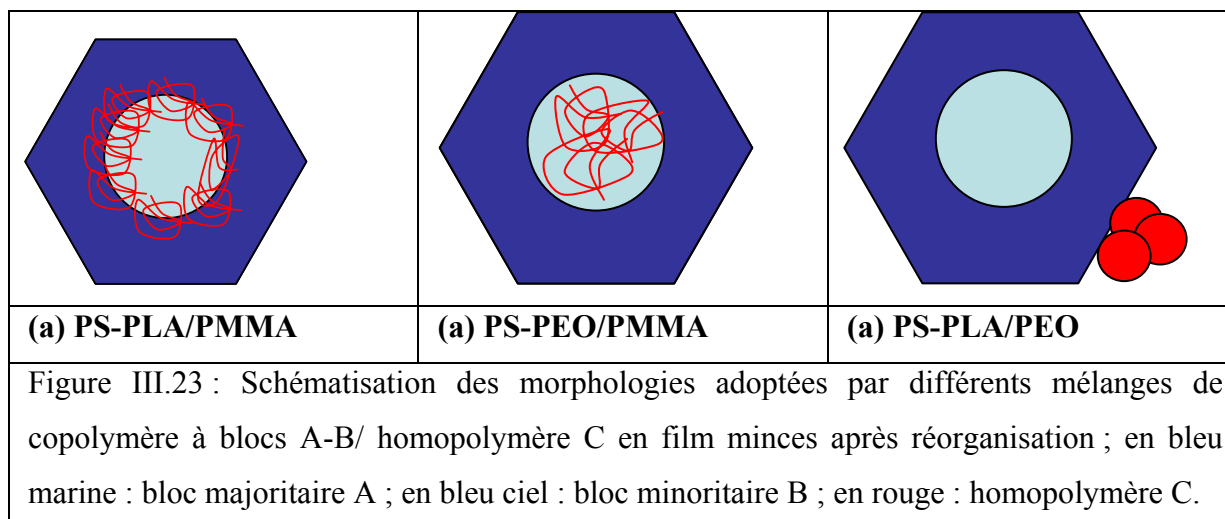 (a) PS-PLA/PMMA
(a) PS-PEO/PMMA
(a) PS-PLA/PEO
Figure III.23 : Schématisation des morphologies adoptées par différents mélanges de
copolymère à blocs A-B/ homopolymère C en film minces après réorganisation ; en bleu
marine : bloc majoritaire A ; en bleu ciel : bloc minoritaire B ; en rouge : homopolymère C.